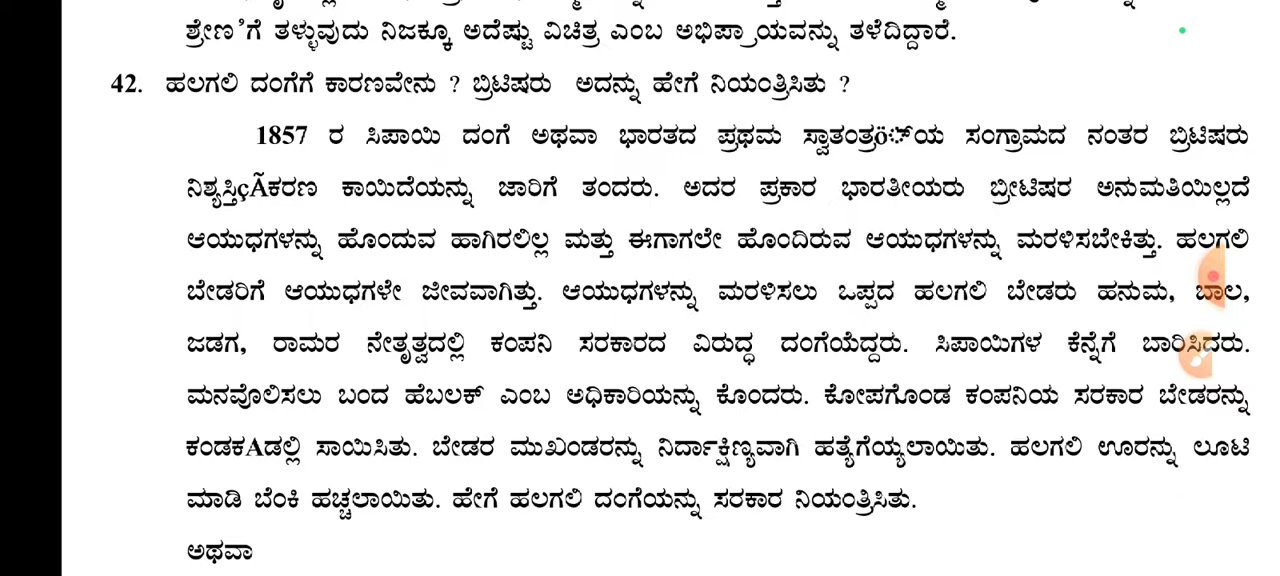 ಶ್ರೇಣ'ಗೆ ತಳ್ಳುವುದು ನಿಜಕ್ಕೂ ಅದೆಷ್ಟು ವಿಚಿತ್ರ ಎಂಬ ಅಭಿಪ್ರಾಯವನ್ನು ತಳೆದಿದ್ದಾರೆ.
42. ಹಲಗಲಿ ದಂಗೆಗೆ ಕಾರಣವೇನು ? ಬ್ರಿಟಿಷರು ಅದನ್ನು ಹೇಗೆ ನಿಯಂತ್ರಿಸಿತು ?
1857 ರ ಸಿಪಾಯಿ ದಂಗೆ ಅಥವಾ ಭಾರತದ ಪ್ರಥಮ ಸಂಗ್ರಾಮದ ನಂತರ ಬ್ರಿಟಿಷರು
ಕಾಯಿದೆಯನ್ನು ಜಾರಿಗೆ ತಂದರು. ಅದರ ಪ್ರಕಾರ ಭಾರತೀಯರು ಬ್ರೀಟಿಷರ ಅನುಮತಿಯಿಲ್ಲದೆ
ಆಯುಧಗಳನ್ನು ಹೊಂದುವ ಹಾಗಿರಲಿಲ್ಲ ಮತ್ತು ಈಗಾಗಲೇ ಹೊಂದಿರುವ ಆಯುಧಗಳನ್ನು ಮರಳಿಸಬೇಕಿತ್ತು. ಹಲಗಲಿ
ಬೇಡರಿಗೆ ಆಯುಧಗಳೇ ಜೀವವಾಗಿತ್ತು. ಆಯುಧಗಳನ್ನು ಮರಳಿಸಲು ಒಪ್ಪದ ಹಲಗಲಿ ಬೇಡರು ಹನುಮ, ಬಾಲ,
ಜಡಗ, ರಾಮರ ನೇತೃತ್ವದಲ್ಲಿ ಕಂಪನಿ ಸರಕಾರದ ವಿರುದ್ಧ ದಂಗೆಯೆದ್ದರು. ಸಿಪಾಯಿಗಳ ಕೆನ್ನೆಗೆ ಬಾರಿಸಿದರು.
ಮನವೊಲಿಸಲು ಬಂದ ಹೆಬಲಕ್ ಎಂಬ ಅಧಿಕಾರಿಯನ್ನು ಕೊಂದರು. ಕೋಪಗೊಂಡ ಕಂಪನಿಯ ಸರಕಾರ ಬೇಡರನ್ನು
ಕಂಡಕAಡಲ್ಲಿ ಸಾಯಿಸಿತು. ಬೇಡರ ಮುಖಂಡರನ್ನು ನಿರ್ದಾಕ್ಷಿಣ್ಯವಾಗಿ ಹತ್ಯೆಗೆಯ್ಯಲಾಯಿತು. ಹಲಗಲಿ ಊರನ್ನು ಲೂಟಿ
ಮಾಡಿ ಬೆಂಕಿ ಹಚ್ಚಲಾಯಿತು. ಹೇಗೆ ಹಲಗಲಿ ದಂಗೆಯನ್ನು ಸರಕಾರ ನಿಯಂತ್ರಿಸಿತು.
ಅಥವಾ